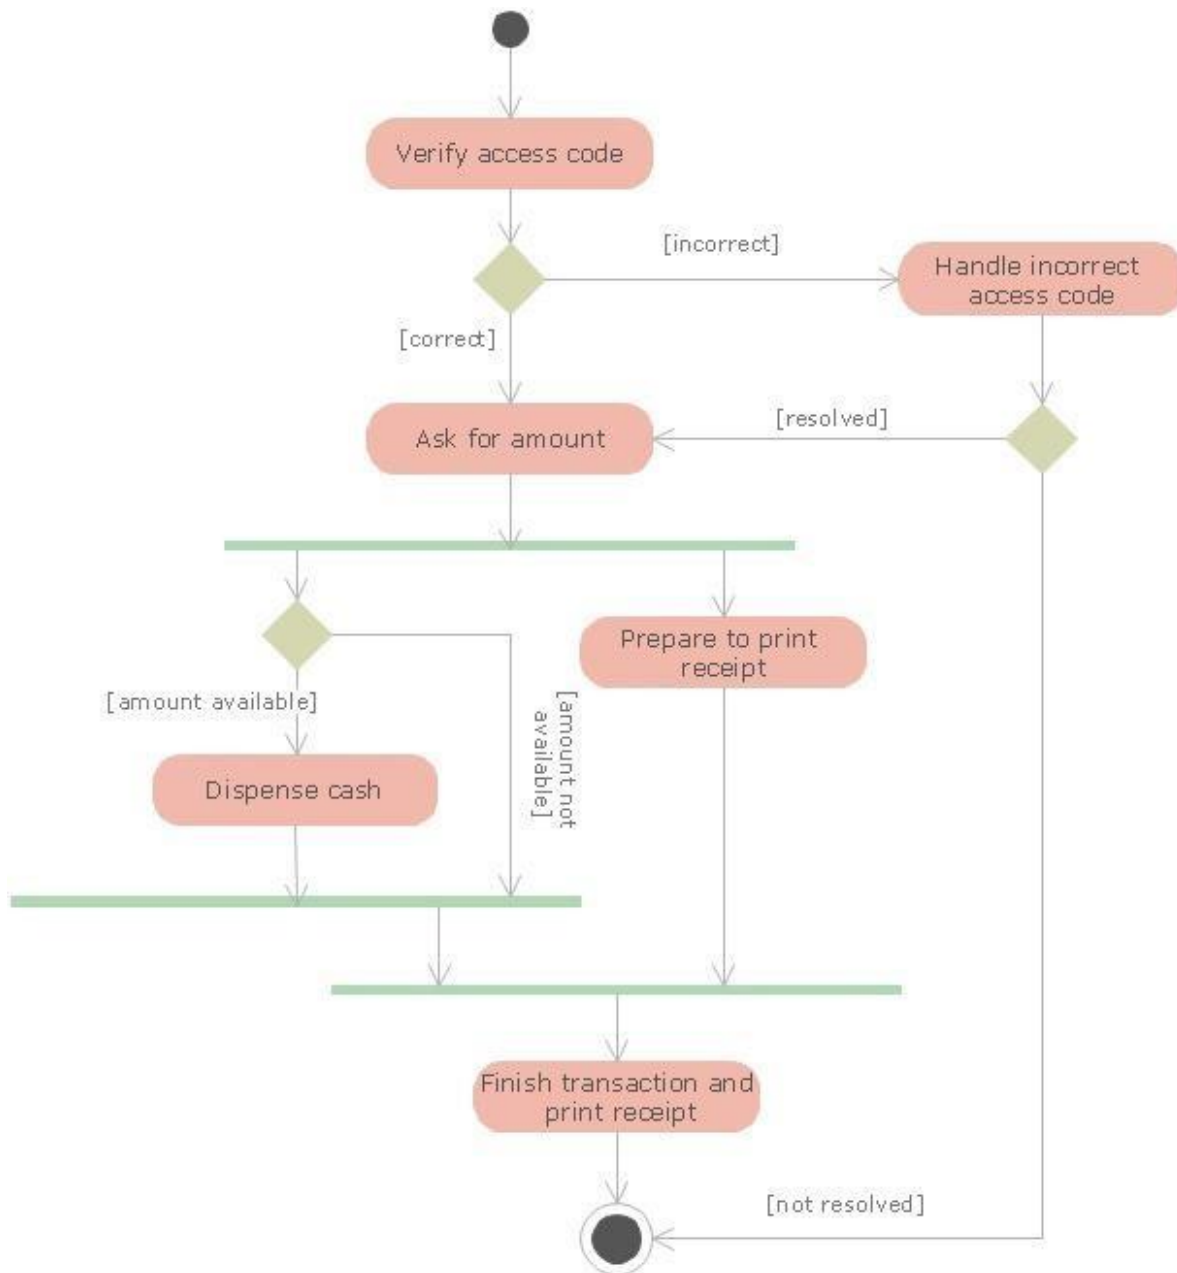 Verify access code
[incorrect]
Handle incorrect
access code
[correct]
Ask for amount
[resolved]
Prepare to print
receipt
[amount available]
[amount not
available]
Dispense cash
Finish transaction and
print receipt
[not resolved]